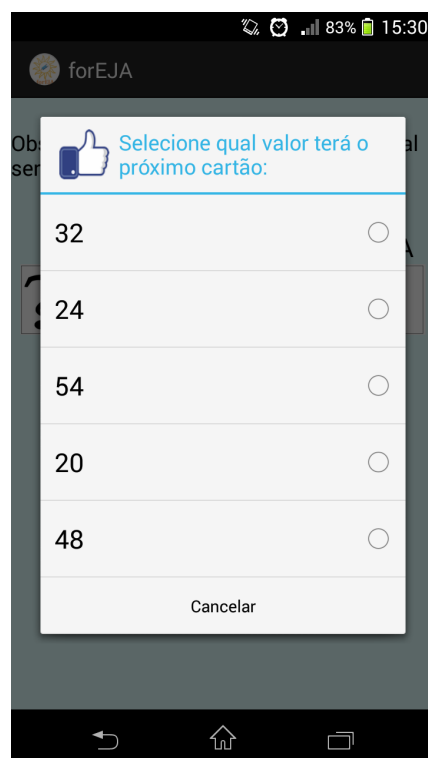 83% 15:30
forEJA
Selecione qual valor terá o
próximo cartão:
32
24
54
20
48
Cancelar